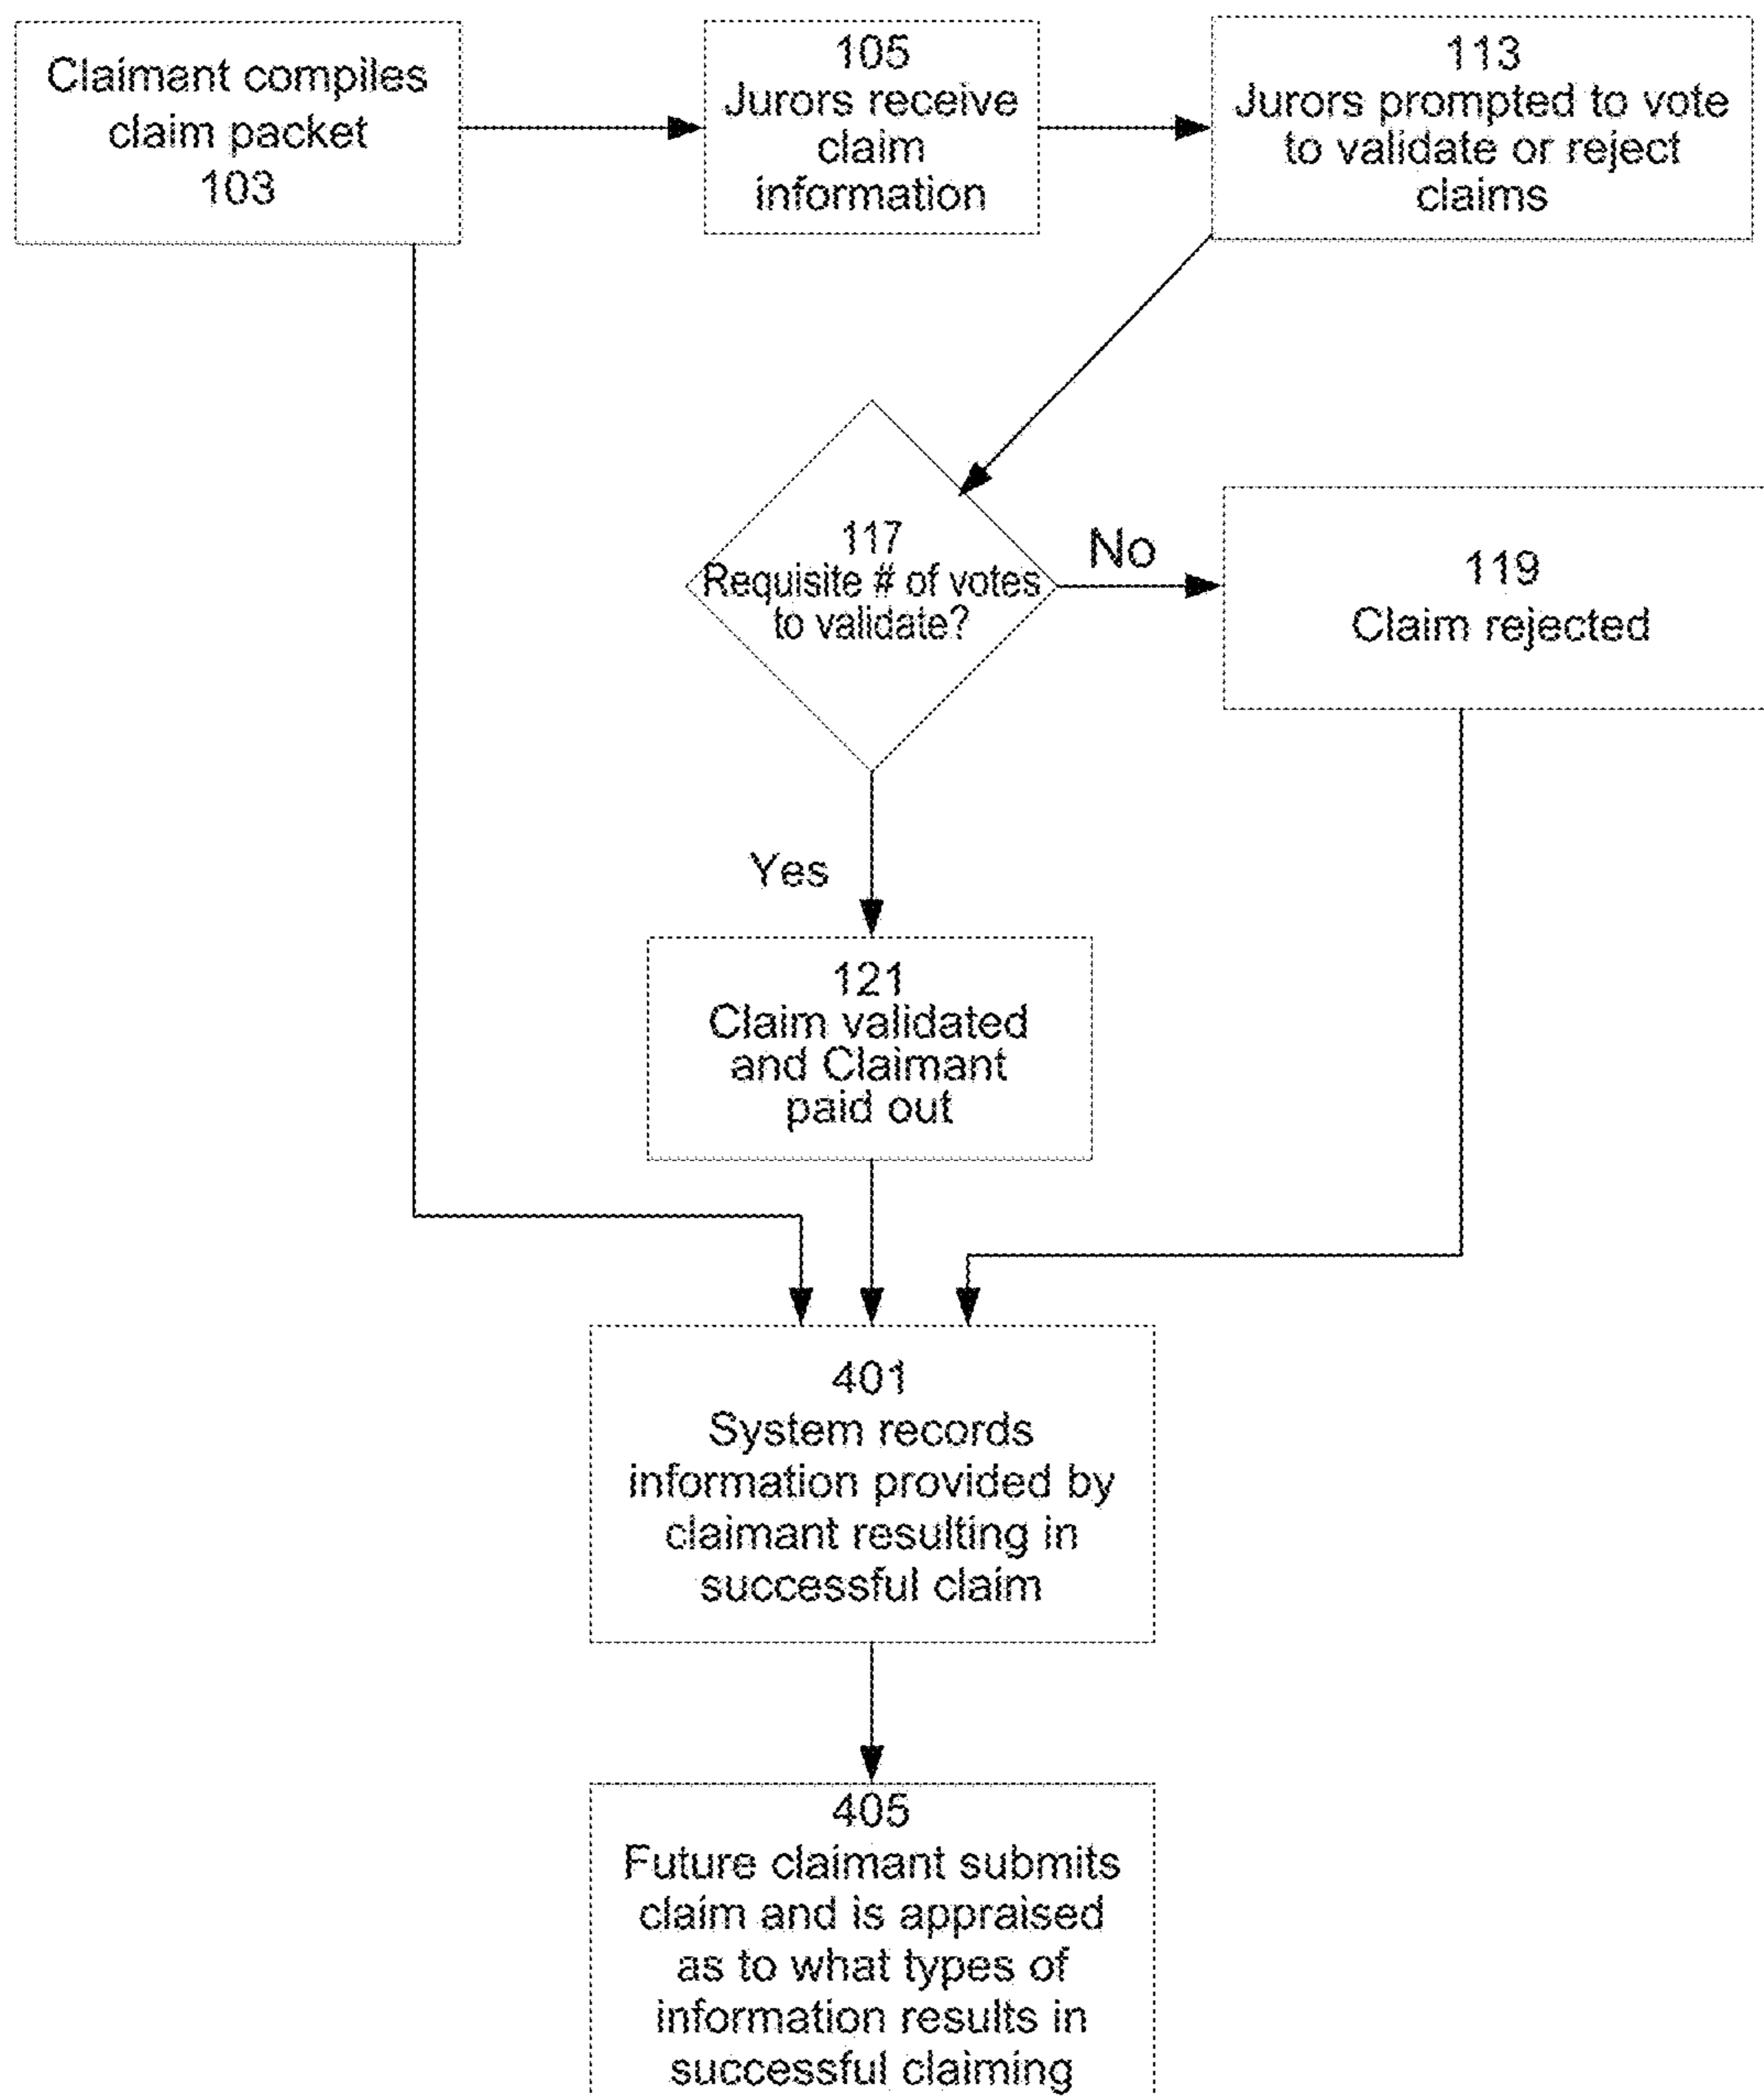 Claimant compiles
claim packet
103
105
Jurors receive
claim
information
113
Jurors prompted to vote
to validate or reject
claims
117
Requisite # of votes
to validate?
No
119
Claim rejected
Yes
121
Claim validated
and Claimant
paid out
401
System records
information provided by
claimant resulting in
successful claim
405
Future claimant submits
claim and is appraised
as to what types of
information results in
successful claiming